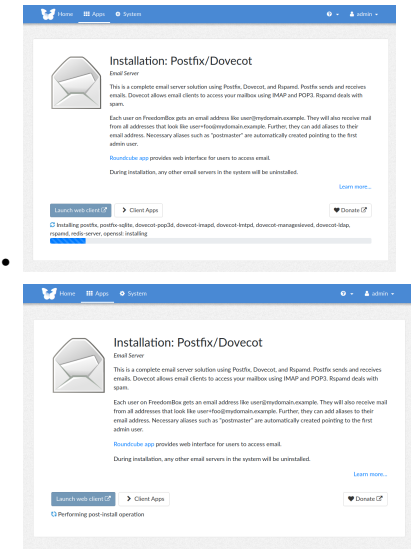 Home Apps System admin
Installation: Postfix/Dovecot
Email Server
This is a complete email server solution using Postfix, Dovecot, and Rspamd. Postfix sends and receives
emails. Dovecot allows email clients to access your mailbox using IMAP and POP3. Rspamd deals with
spam.
Each user on FreedomBox gets an email address like user@mydomain.example. They will also receive mail
from all addresses that look like user+foo@mydomain.example. Further, they can add aliases to their
email address. Necessary aliases such as "postmaster" are automatically created pointing to the first
admin user.
Roundcube app provides web interface for users to access email.
During installation, any other email servers in the system will be uninstalled.
Learn more...
Launch web client Client Apps Donate
Installing postfix, postfix-sqlite, dovecot-pop3d, dovecot-imapd, dovecot-lmtpd, dovecot-managesieved, dovecot-ldap,
rspamd, redis-server, openssl: installing
Home Apps System admin
Installation: Postfix/Dovecot
Email Server
This is a complete email server solution using Postfix, Dovecot, and Rspamd. Postfix sends and receives
emails. Dovecot allows email clients to access your mailbox using IMAP and POP3. Rspamd deals with
spam.
Each user on FreedomBox gets an email address like user@mydomain.example. They will also receive mail
from all addresses that look like user+foo@mydomain.example. Further, they can add aliases to their
email address. Necessary aliases such as "postmaster" are automatically created pointing to the first
admin user.
Roundcube app provides web interface for users to access email.
During installation, any other email servers in the system will be uninstalled.
Learn more...
Launch web client Client Apps Donate
Performing post-install operation